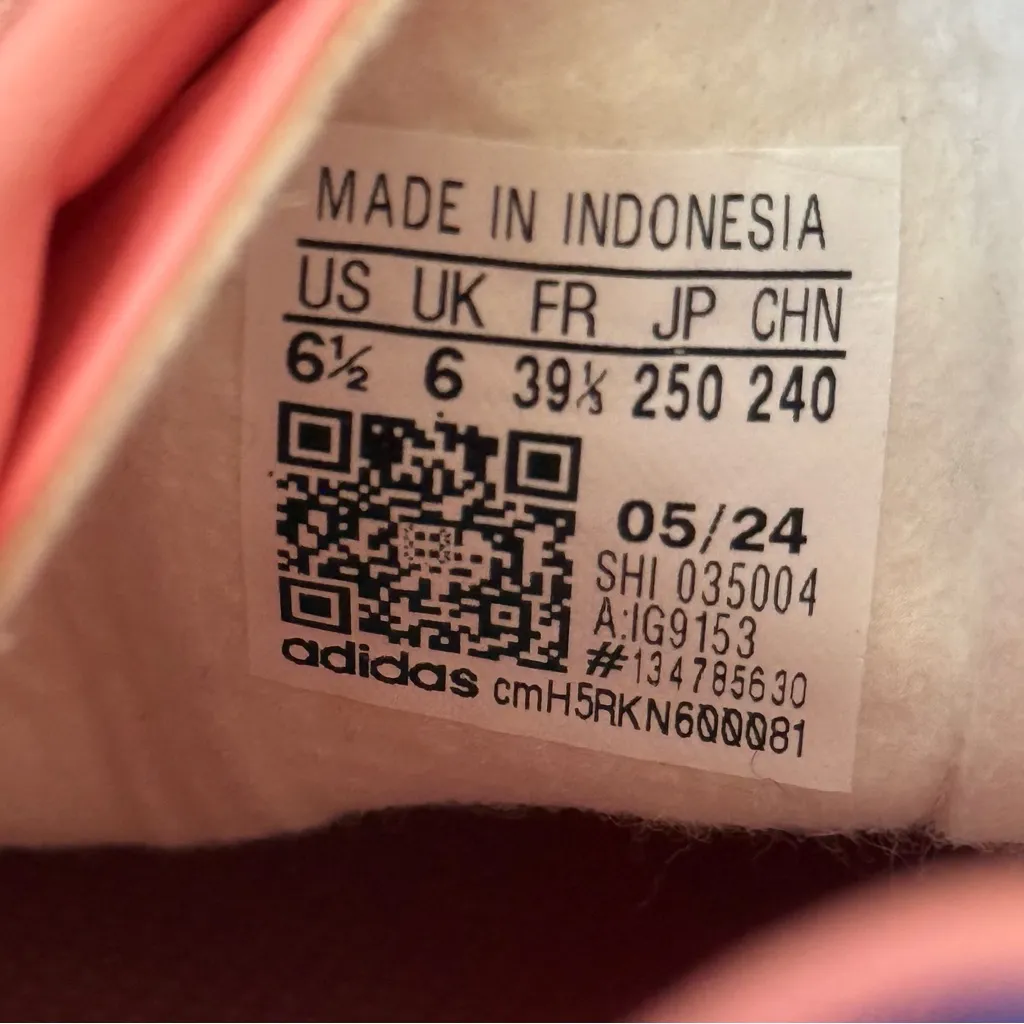 MADE IN INDONESIA
US UK FR JP CHN
6½ 6 39⅓ 250 240
05/24
SHI 035004
A:IG9153
#134785630
adidas cmH5RKN600081